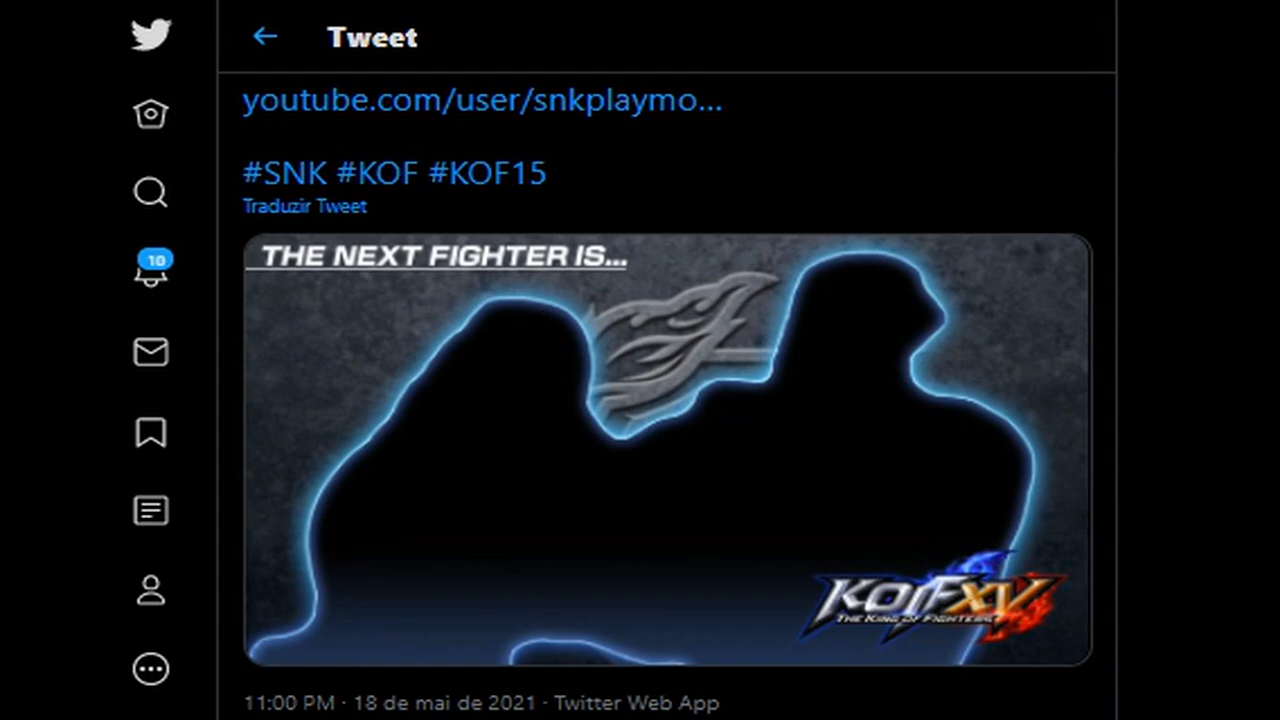 Tweet
youtube.com/user/snkplaymo...
#SNK #KOF #KOF15
Traduzir Tweet
10
THE NEXT FIGHTER IS...
KOFXV
THE KING OF FIGHTERS
11:00 PM · 18 de mai de 2021 · Twitter Web App